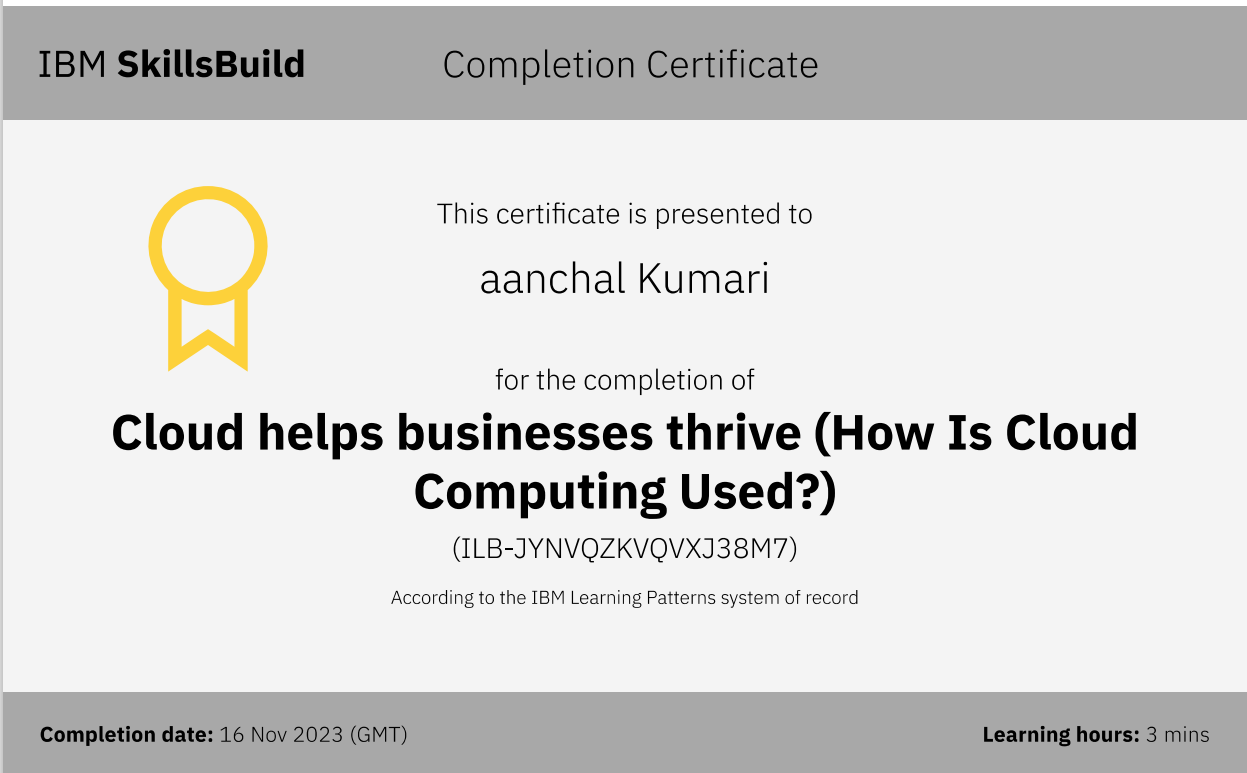 IBM SkillsBuild
Completion Certificate
This certificate is presented to
aanchal Kumari
for the completion of
Cloud helps businesses thrive (How Is Cloud
Computing Used?)
(ILB-JYNVQZKVQVXJ38M7)
According to the IBM Learning Patterns system of record
Completion date: 16 Nov 2023 (GMT)
Learning hours: 3 mins